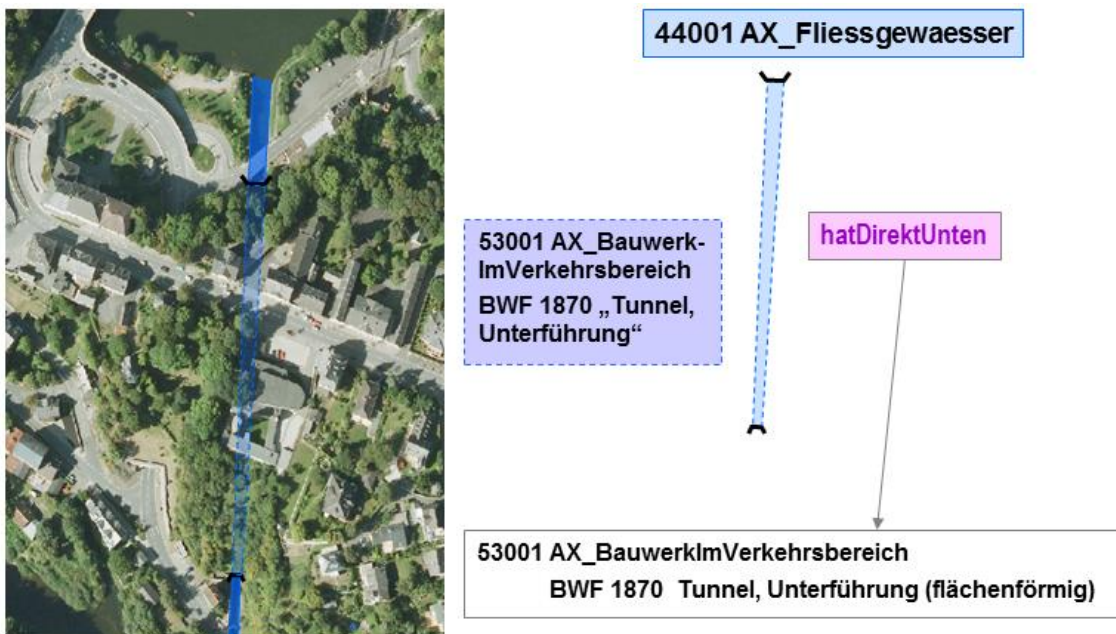 44001 AX_Fliessgewaesser
53001 AX_Bauwerk-
ImVerkehrsbereich
BWF 1870 „Tunnel,
Unterführung“
hatDirektUnten
53001 AX_BauwerkImVerkehrsbereich
BWF 1870 Tunnel, Unterführung (flächenförmig)